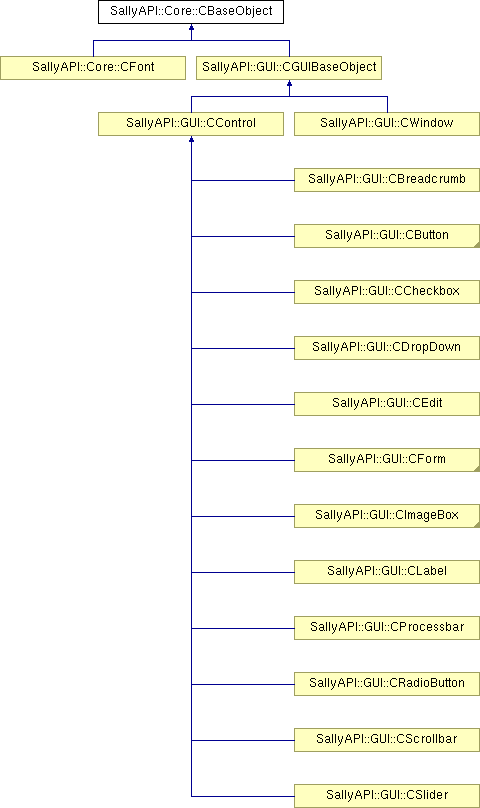 SallyAPI::Core::CBaseObject
SallyAPI::Core::CFont
SallyAPI::GUI::CGUIBaseObject
SallyAPI::GUI::CControl
SallyAPI::GUI::CWindow
SallyAPI::GUI::CBreadcrumb
SallyAPI::GUI::CButton
SallyAPI::GUI::CCheckbox
SallyAPI::GUI::CDropDown
SallyAPI::GUI::CEdit
SallyAPI::GUI::CForm
SallyAPI::GUI::CImageBox
SallyAPI::GUI::CLabel
SallyAPI::GUI::CProcessbar
SallyAPI::GUI::CRadioButton
SallyAPI::GUI::CScrollbar
SallyAPI::GUI::CSlider